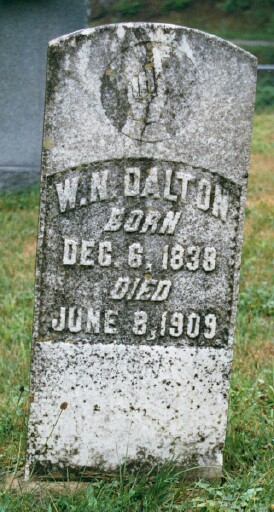 W.N. DALTON
BORN
DEC. 6, 1838
DIED
JUNE 8, 1909